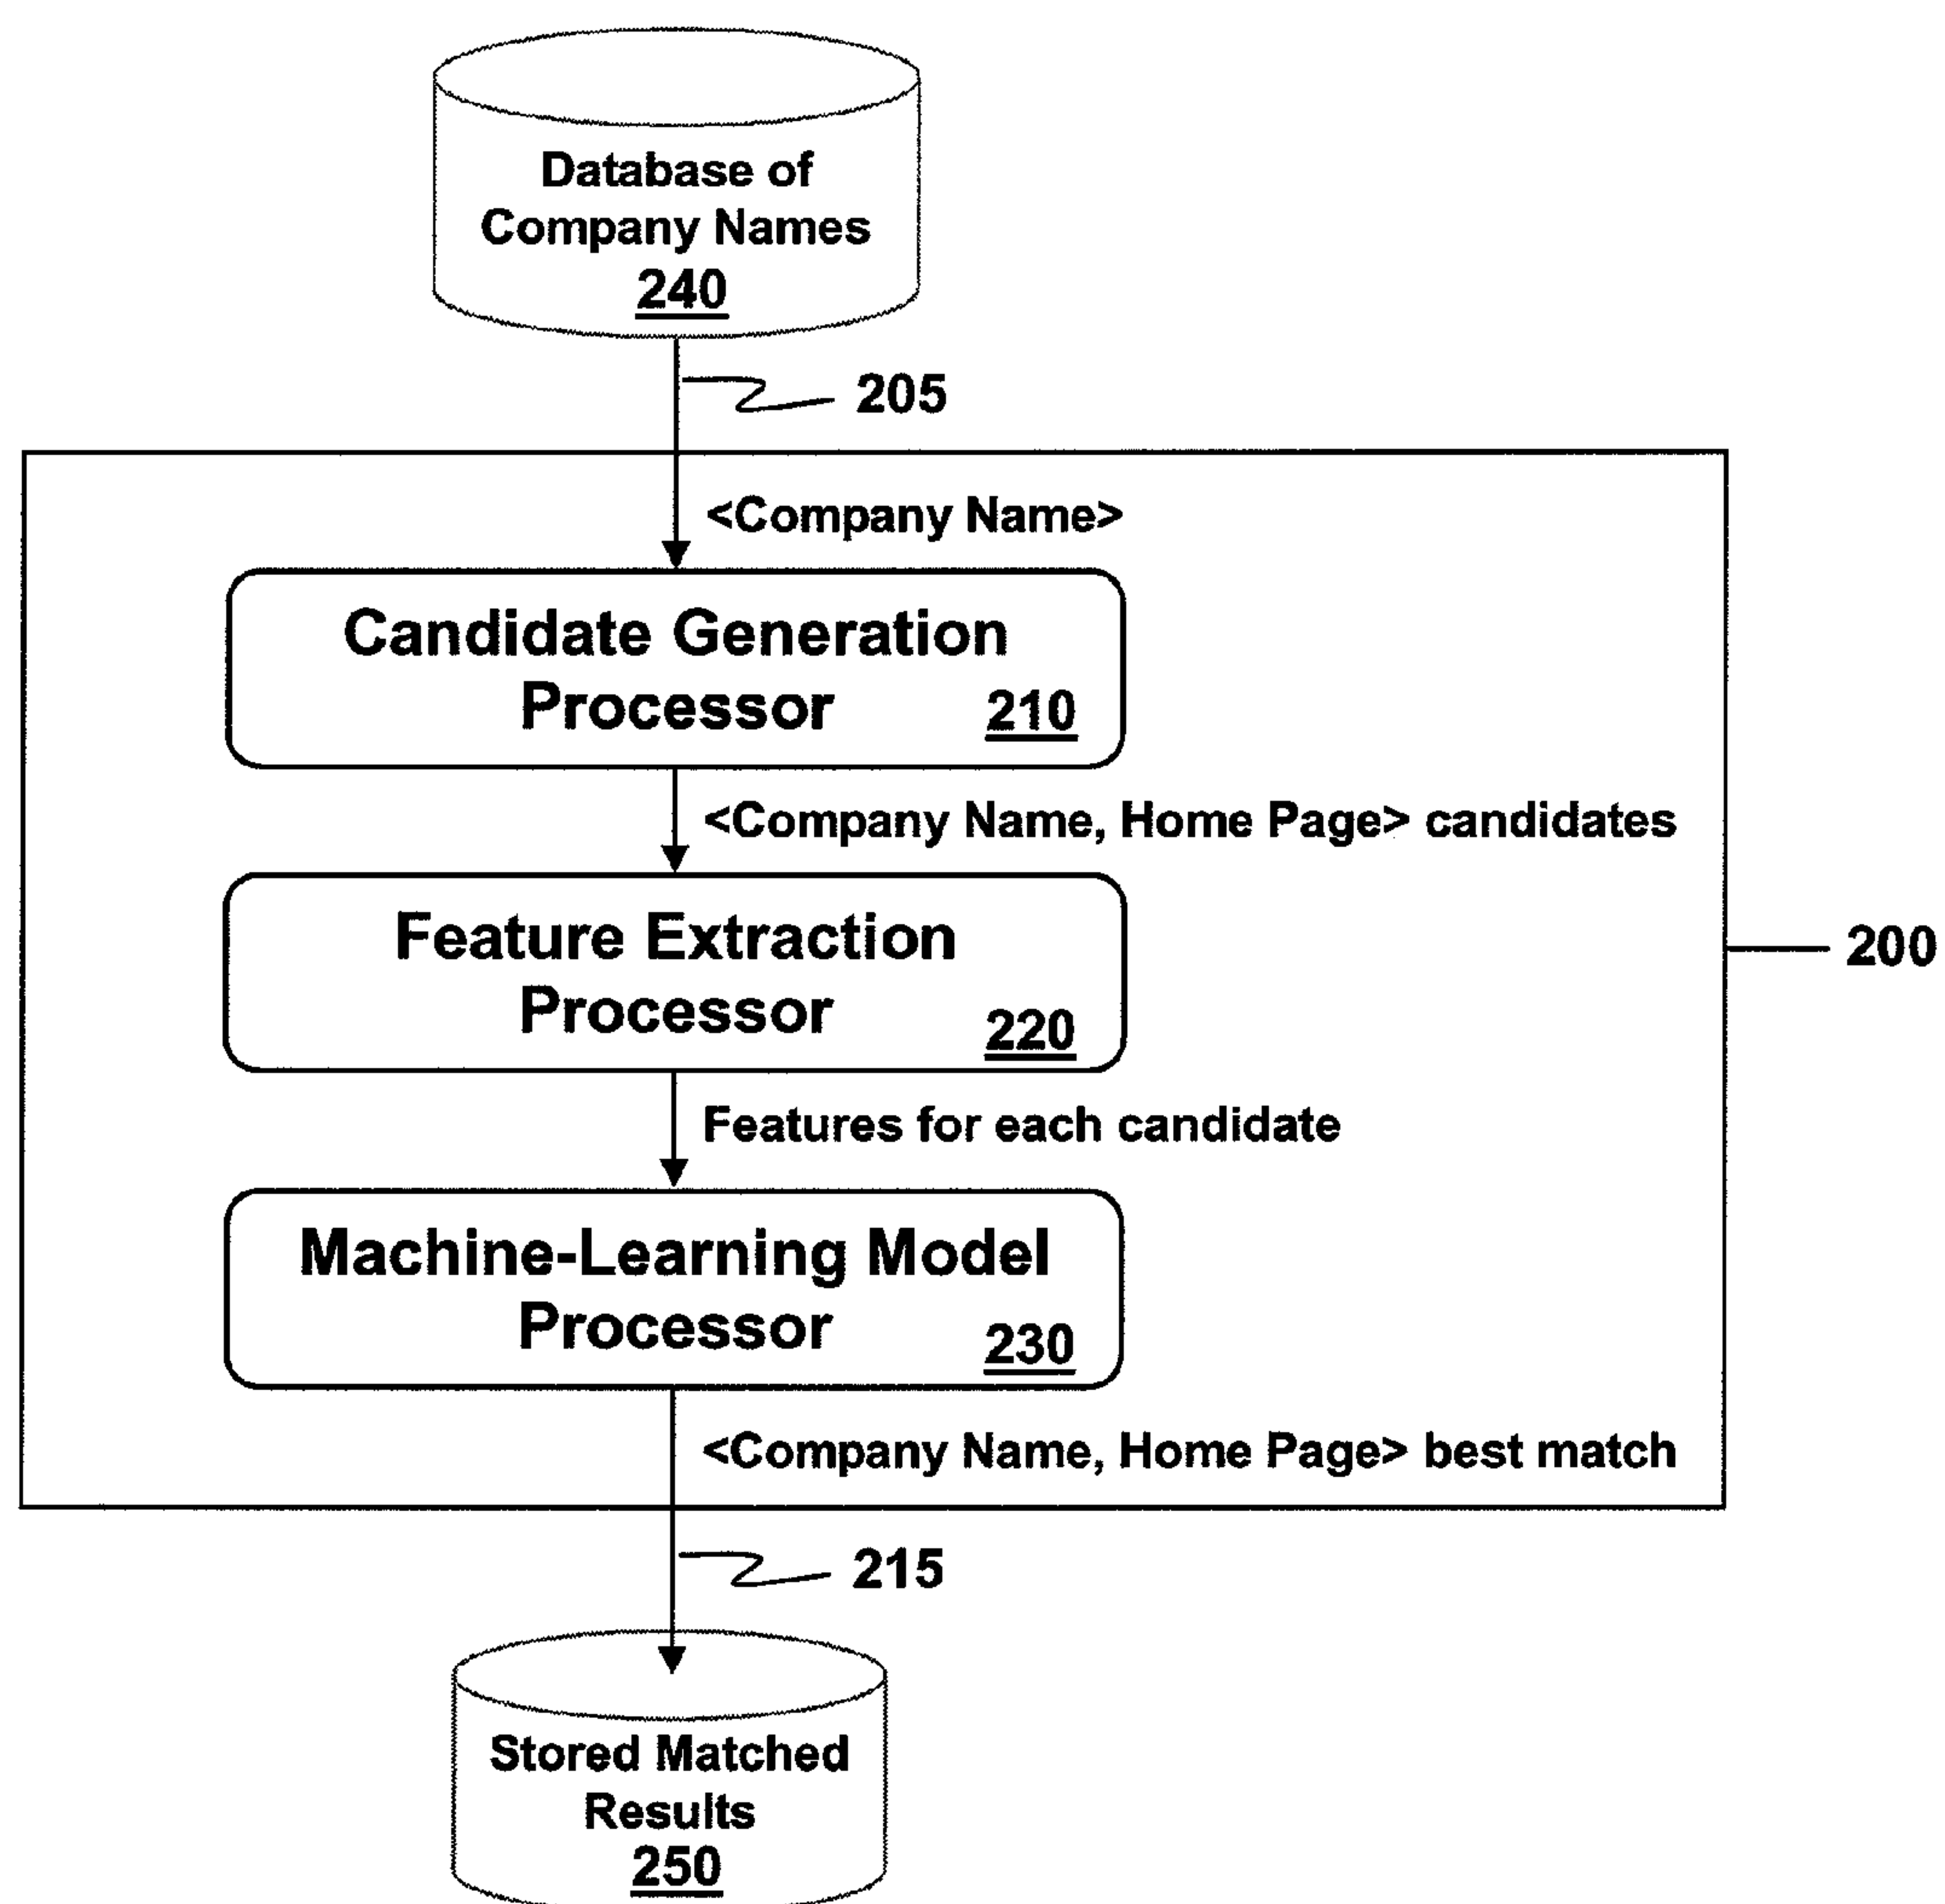 Database of
Company Names
240
205
<Company Name>
Candidate Generation
Processor 210
<Company Name, Home Page> candidates
Feature Extraction
Processor 220
200
Features for each candidate
Machine-Learning Model
Processor 230
<Company Name, Home Page> best match
215
Stored Matched
Results
250